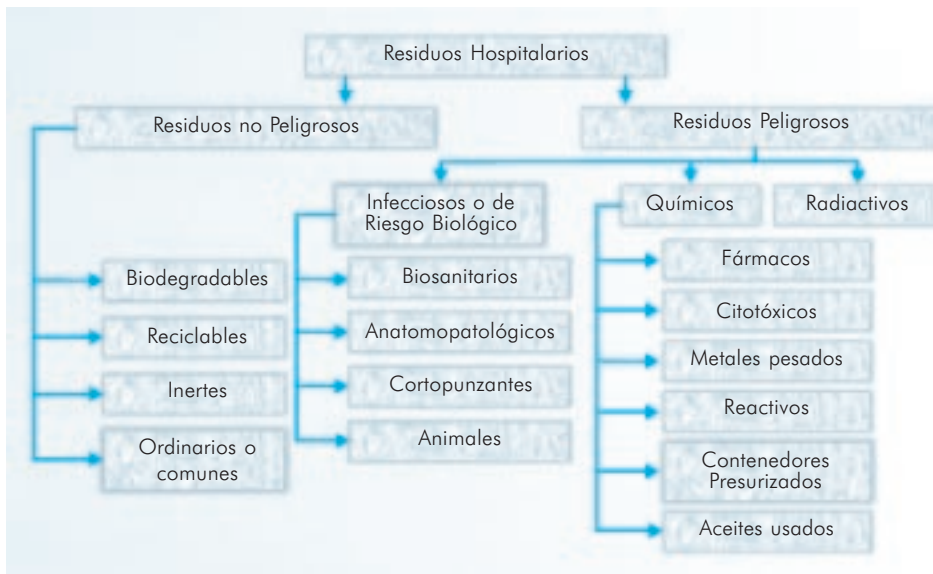 Residuos Hospitalarios
Residuos no Peligrosos
Residuos Peligrosos
Infecciosos o de
Riesgo Biológico
Químicos
Radiactivos
Biodegradables
Reciclables
Inertes
Ordinarios o
comunes
Biosanitarios
Anatomopatológicos
Cortopunzantes
Animales
Fármacos
Citotóxicos
Metales pesados
Reactivos
Contenedores
Presurizados
Aceites usados